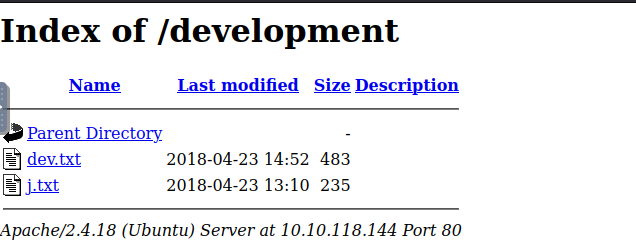 Index of /development
Name Last modified Size Description
Parent Directory -
dev.txt 2018-04-23 14:52 483
j.txt 2018-04-23 13:10 235
Apache/2.4.18 (Ubuntu) Server at 10.10.118.144 Port 80